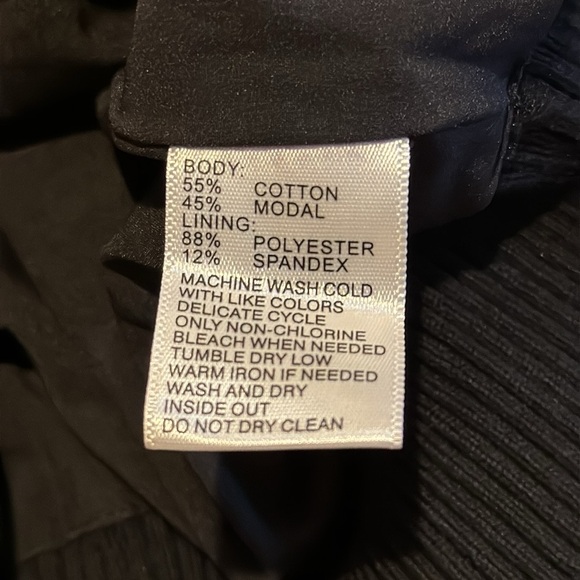 BODY:
55% COTTON
45% MODAL
LINING:
88% POLYESTER
12% SPANDEX
MACHINE WASH COLD
WITH LIKE COLORS
DELICATE CYCLE
ONLY NON-CHLORINE
BLEACH WHEN NEEDED
TUMBLE DRY LOW
WARM IRON IF NEEDED
WASH AND DRY
INSIDE OUT
DO NOT DRY CLEAN